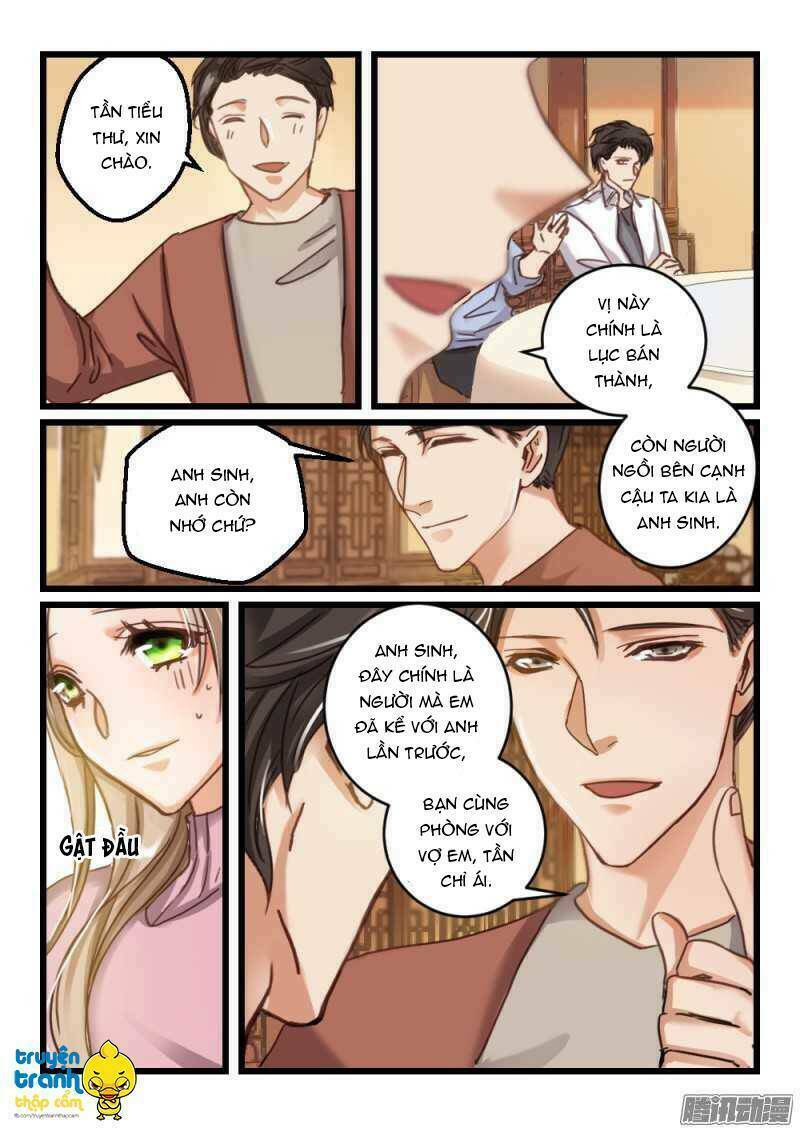 TẦN TIỂU
THƯ, XIN
CHÀO.
VỊ NÀY
CHÍNH LÀ
LỤC BÁN
THÀNH,
CÒN NGƯỜI
NGỒI BÊN CẠNH
CẬU TA KIA LÀ
ANH SINH.
ANH SINH,
ANH CÒN
NHỚ CHỨ?
GẬT ĐẦU
ANH SINH,
ĐÂY CHÍNH LÀ
NGƯỜI MÀ EM
ĐÃ KỂ VỚI ANH
LẦN TRƯỚC,
BẠN CÙNG
PHÒNG VỚI
VỢ EM, TẦN
CHỈ ÁI.
truyện
tranh
thập cẩm
fb.com/truyentranhthapcam
腾讯动漫